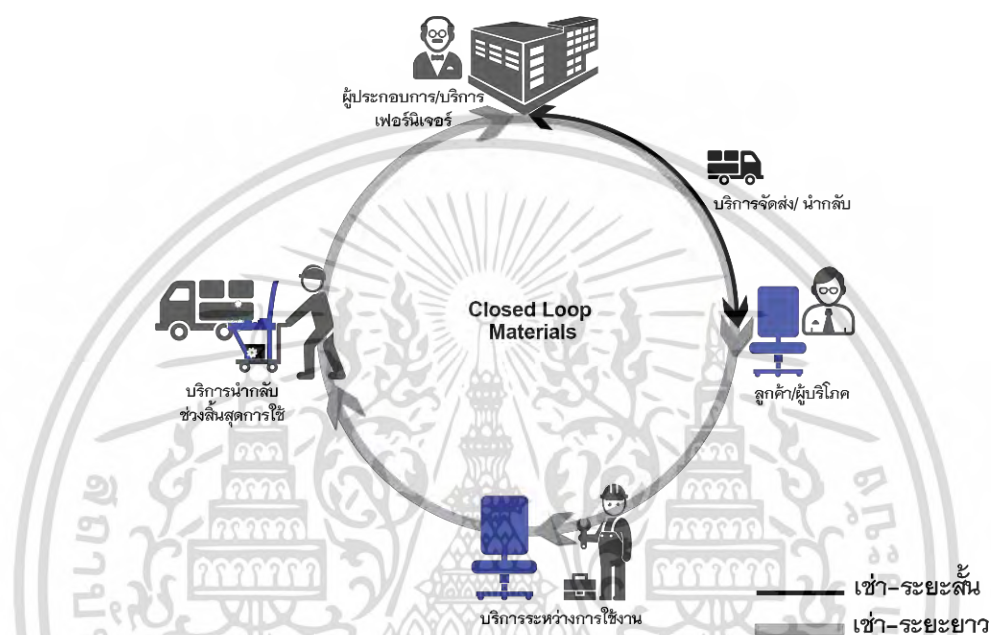 ผู้ประกอบการ/บริการ
เฟอร์นิเจอร์
บริการจัดส่ง/ นำกลับ
Closed Loop
Materials
ลูกค้า/ผู้บริโภค
บริการนำกลับ
ช่วงสิ้นสุดการใช้
บริการระหว่างการใช้งาน
เช่า-ระยะสั้น
เช่า-ระยะยาว